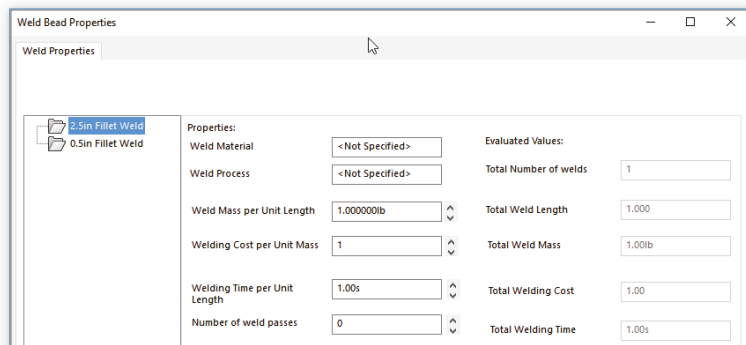 Weld Bead Properties
Weld Properties
2.5in Fillet Weld
0.5in Fillet Weld
Properties:
Weld Material <Not Specified>
Weld Process <Not Specified>
Weld Mass per Unit Length 1.000000lb
Welding Cost per Unit Mass 1
Welding Time per Unit
Length 1.00s
Number of weld passes 0
Evaluated Values:
Total Number of welds 1
Total Weld Length 1.000
Total Weld Mass 1.00lb
Total Welding Cost 1.00
Total Welding Time 1.00s